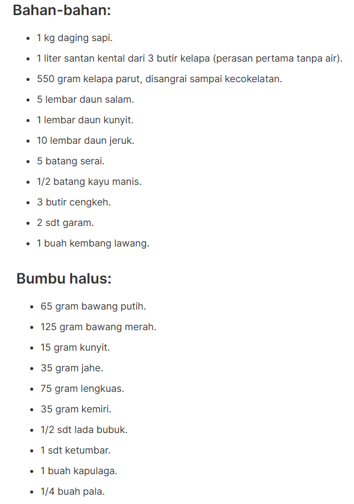 Bahan-bahan:
1 kg daging sapi.
1 liter santan kental dari 3 butir kelapa (perasan pertama tanpa air).
550 gram kelapa parut, disangrai sampai kecokelatan.
5 lembar daun salam.
1 lembar daun kunyit.
10 lembar daun jeruk.
5 batang serai.
1/2 batang kayu manis.
3 butir cengkeh.
2 sdt garam.
1 buah kembang lawang.
Bumbu halus:
65 gram bawang putih.
125 gram bawang merah.
15 gram kunyit.
35 gram jahe.
75 gram lengkuas.
35 gram kemiri.
1/2 sdt lada bubuk.
1 sdt ketumbar.
1 buah kapulaga.
1/4 buah pala.